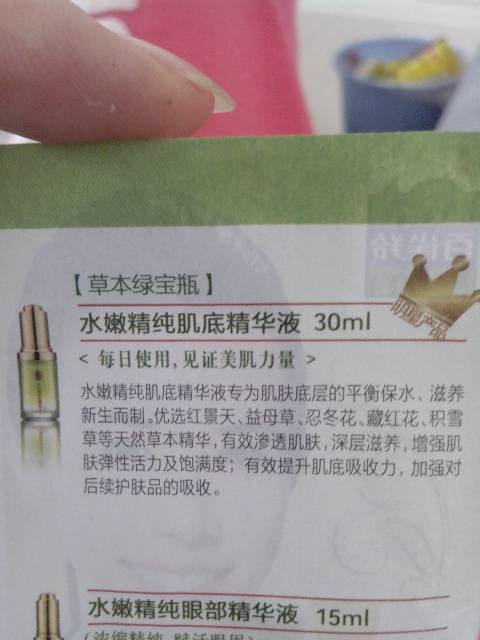 【草本绿宝瓶】
水嫩精纯肌底精华液 30ml
明星产品
< 每日使用,见证美肌力量 >
水嫩精纯肌底精华液专为肌肤底层的平衡保水、滋养
新生而制。优选红景天、益母草、忍冬花、藏红花、积雪
草等天然草本精华,有效渗透肌肤,深层滋养,增强肌
肤弹性活力及饱满度;有效提升肌底吸收力,加强对
后续护肤品的吸收。
水嫩精纯眼部精华液 15ml